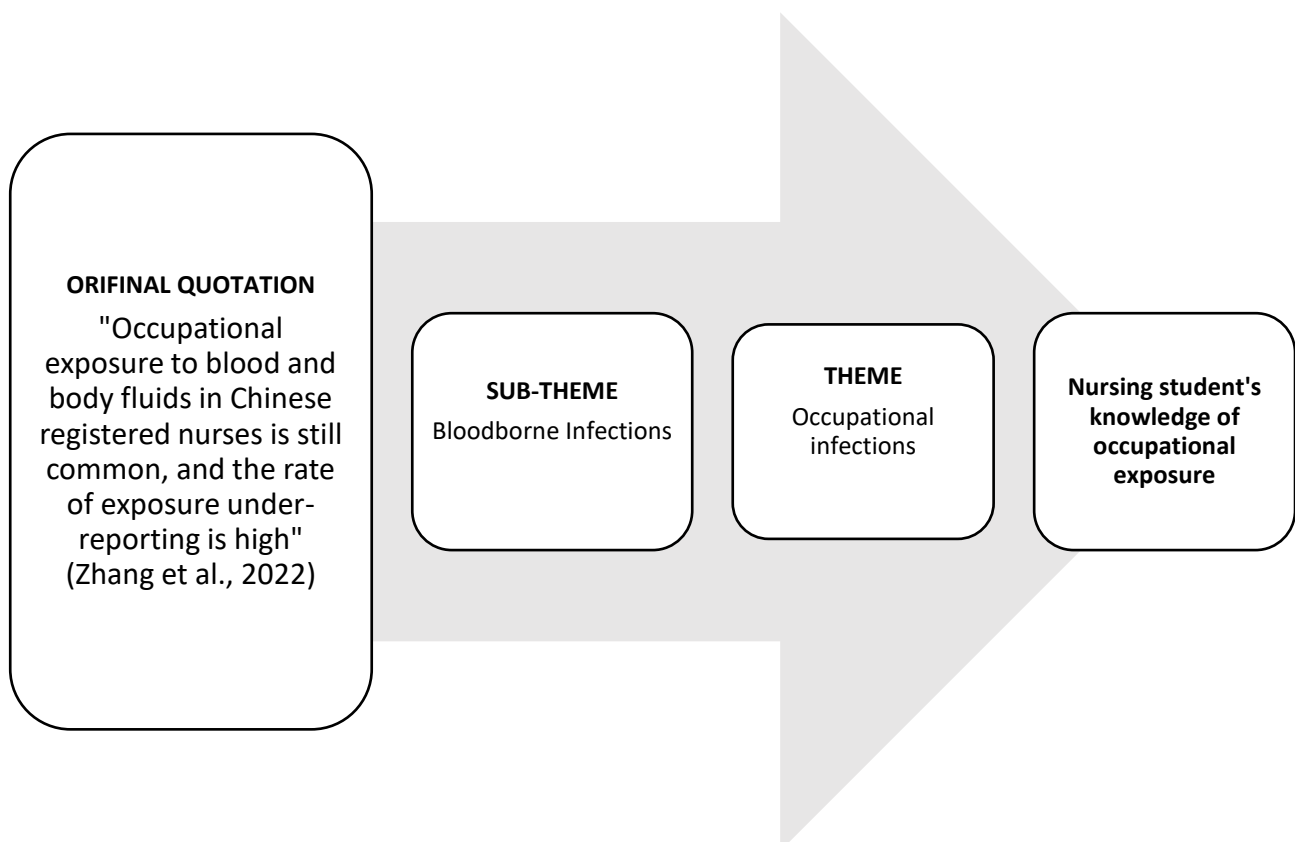 ORIFINAL QUOTATION
"Occupational
exposure to blood and
body fluids in Chinese
registered nurses is still
common, and the rate
of exposure under-
reporting is high"
(Zhang et al., 2022)
SUB-THEME
Bloodborne Infections
THEME
Occupational
infections
Nursing student's
knowledge of
occupational
exposure